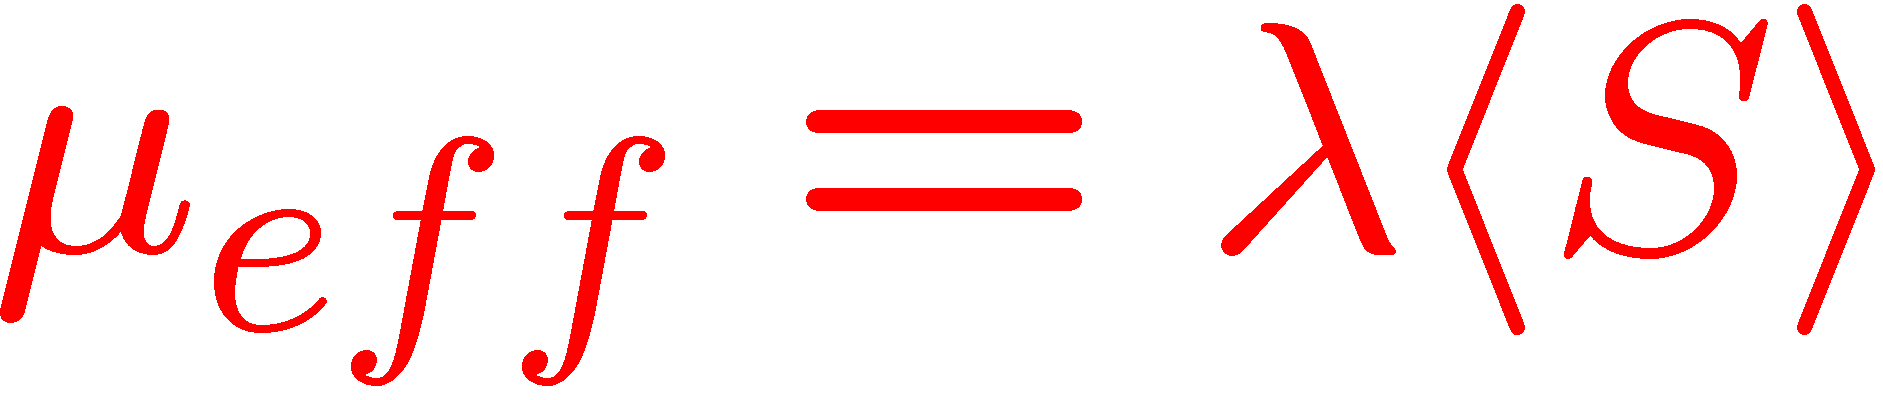 μ_{eff} = λ⟨S⟩